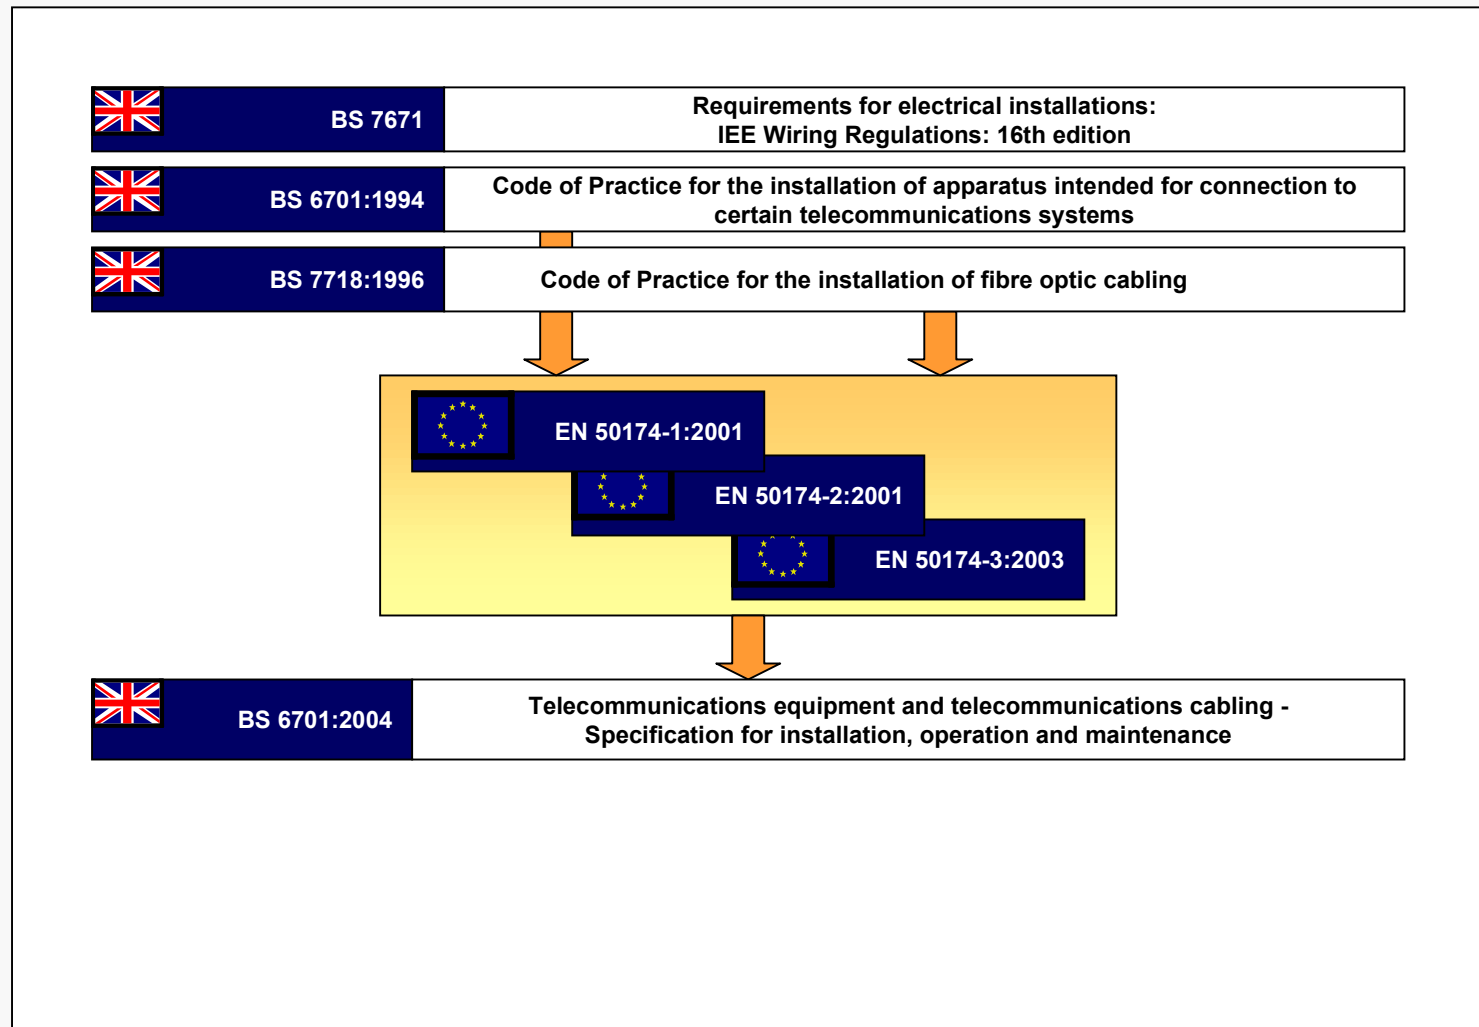 BS 7671
Requirements for electrical installations:
IEE Wiring Regulations: 16th edition
BS 6701:1994
Code of Practice for the installation of apparatus intended for connection to
certain telecommunications systems
BS 7718:1996
Code of Practice for the installation of fibre optic cabling
EN 50174-1:2001
EN 50174-2:2001
EN 50174-3:2003
BS 6701:2004
Telecommunications equipment and telecommunications cabling -
Specification for installation, operation and maintenance